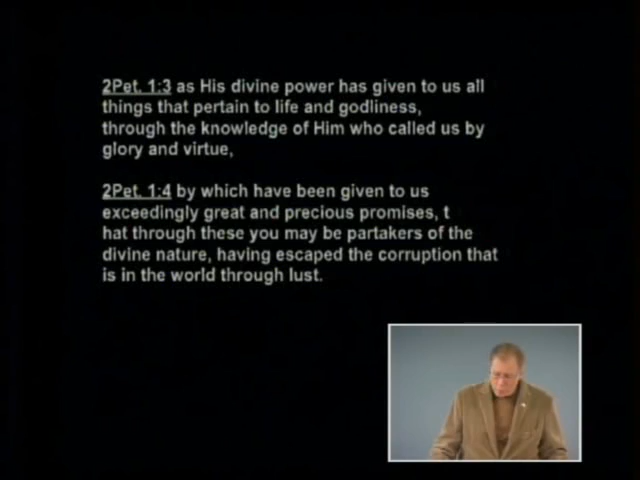 2Pet. 1:3 as His divine power has given to us all
things that pertain to life and godliness,
through the knowledge of Him who called us by
glory and virtue,
2Pet. 1:4 by which have been given to us
exceedingly great and precious promises, t
hat through these you may be partakers of the
divine nature, having escaped the corruption that
is in the world through lust.